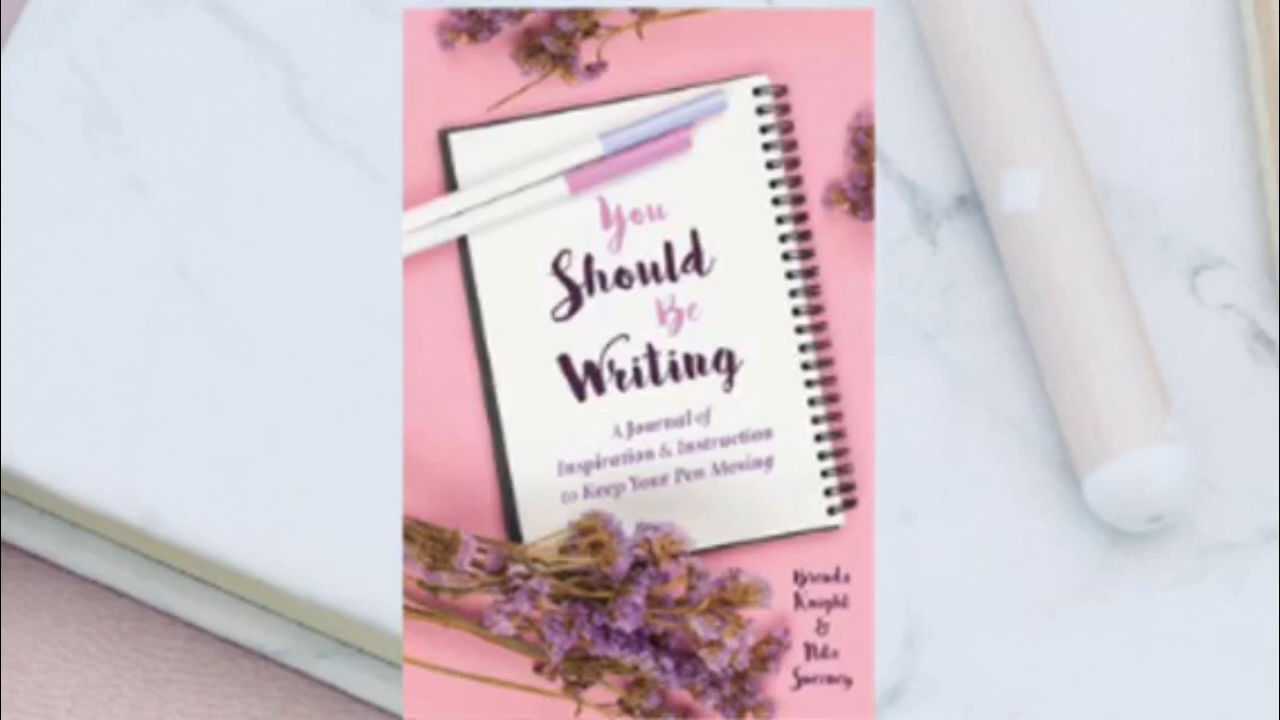 You
Should
Be
Writing
A Journal of
Inspiration & Instruction
to Keep Your Pen Moving
Brenda
Knight
&
Nita
Sweeney